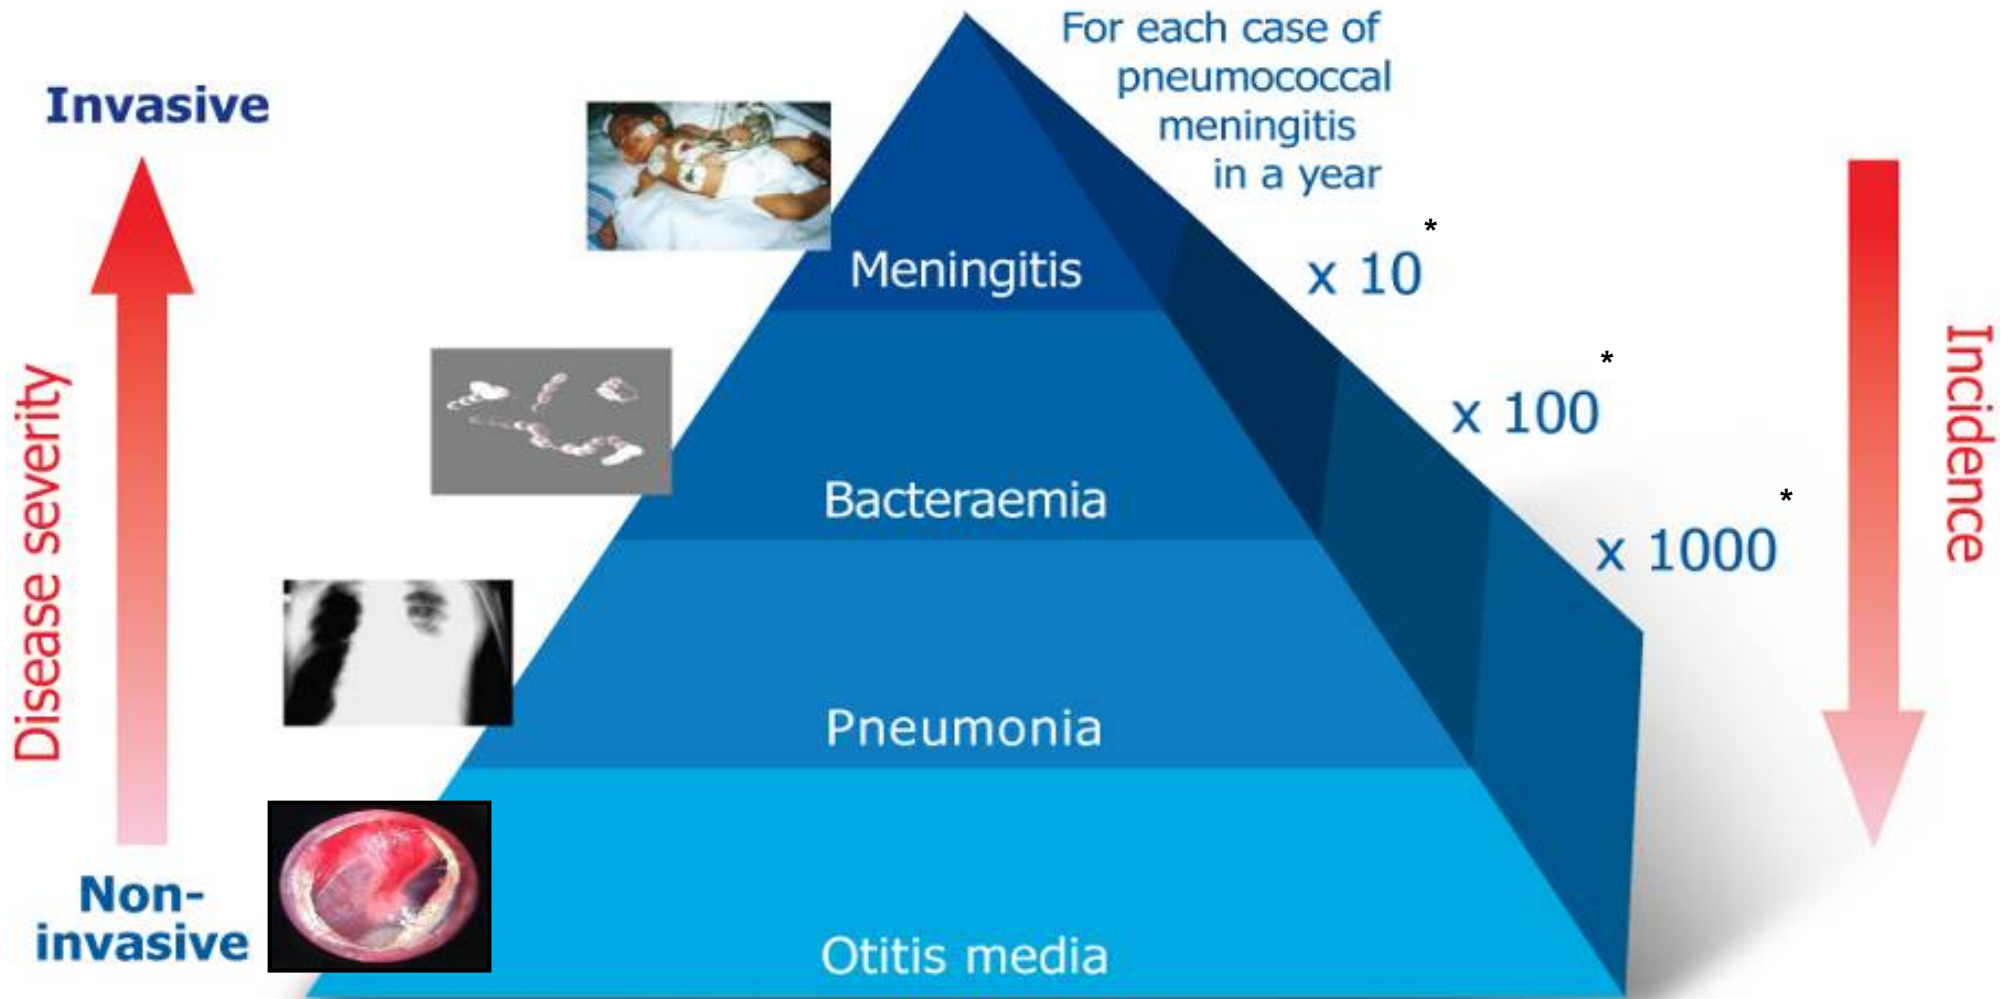 For each case of
pneumococcal
meningitis
in a year
Invasive
*
x 10
Meningitis
*
x 100
Disease severity
Incidence
Bacteraemia
*
x 1000
Pneumonia
Non-
invasive
Otitis media